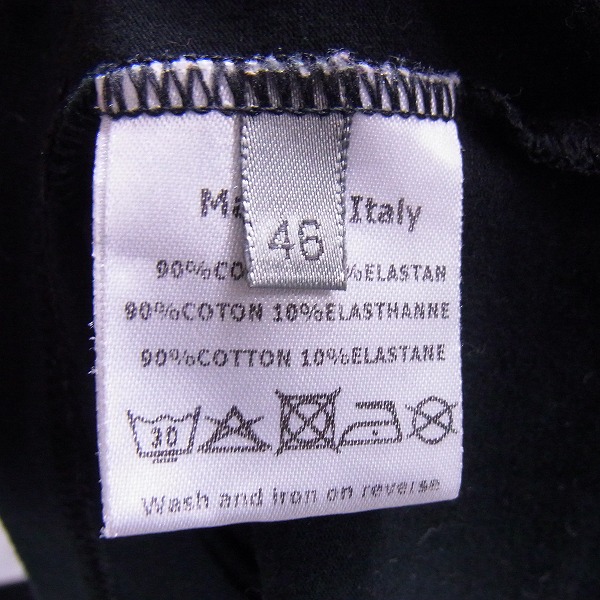 Ma Italy
46
90%CO %ELASTAN
90%COTON 10%ELASTHANNE
90%COTTON 10%ELASTANE
30
Wash and iron on reverse